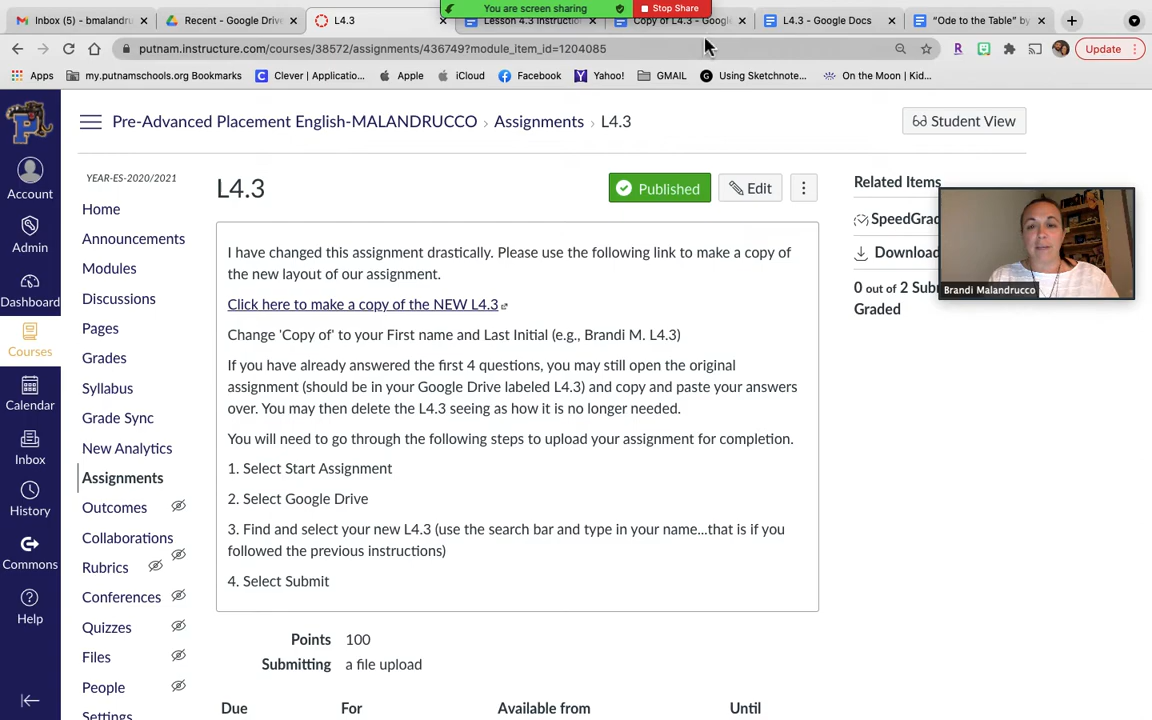 You are screen sharing
Stop Share
Inbox (5) - bmalandru
Recent - Google Drive
L4.3
Lesson 4.3 Instruction
Copy of L4.3 - Google
L4.3 - Google Docs
"Ode to the Table" by
putnam.instructure.com/courses/38572/assignments/436749?module_item_id=1204085
Update
Apps
my.putnamschools.org Bookmarks
Clever | Applicatio...
Apple
iCloud
Facebook
Yahoo!
GMAIL
Using Sketchnote...
On the Moon | Kid...
Pre-Advanced Placement English-MALANDRUCCO › Assignments › L4.3
Student View
Account
Admin
Dashboard
Courses
Calendar
Inbox
History
Commons
Help
YEAR-ES-2020/2021
Home
Announcements
Modules
Discussions
Pages
Grades
Syllabus
Grade Sync
New Analytics
Assignments
Outcomes
Collaborations
Rubrics
Conferences
Quizzes
Files
People
Settings
L4.3
Published
Edit
I have changed this assignment drastically. Please use the following link to make a copy of
the new layout of our assignment.
Click here to make a copy of the NEW L4.3
Change 'Copy of' to your First name and Last Initial (e.g., Brandi M. L4.3)
If you have already answered the first 4 questions, you may still open the original
assignment (should be in your Google Drive labeled L4.3) and copy and paste your answers
over. You may then delete the L4.3 seeing as how it is no longer needed.
You will need to go through the following steps to upload your assignment for completion.
1. Select Start Assignment
2. Select Google Drive
3. Find and select your new L4.3 (use the search bar and type in your name...that is if you
followed the previous instructions)
4. Select Submit
Points 100
Submitting a file upload
Due For Available from Until
Related Items
SpeedGrad
Download
0 out of 2 Subm
Graded
Brandi Malandrucco